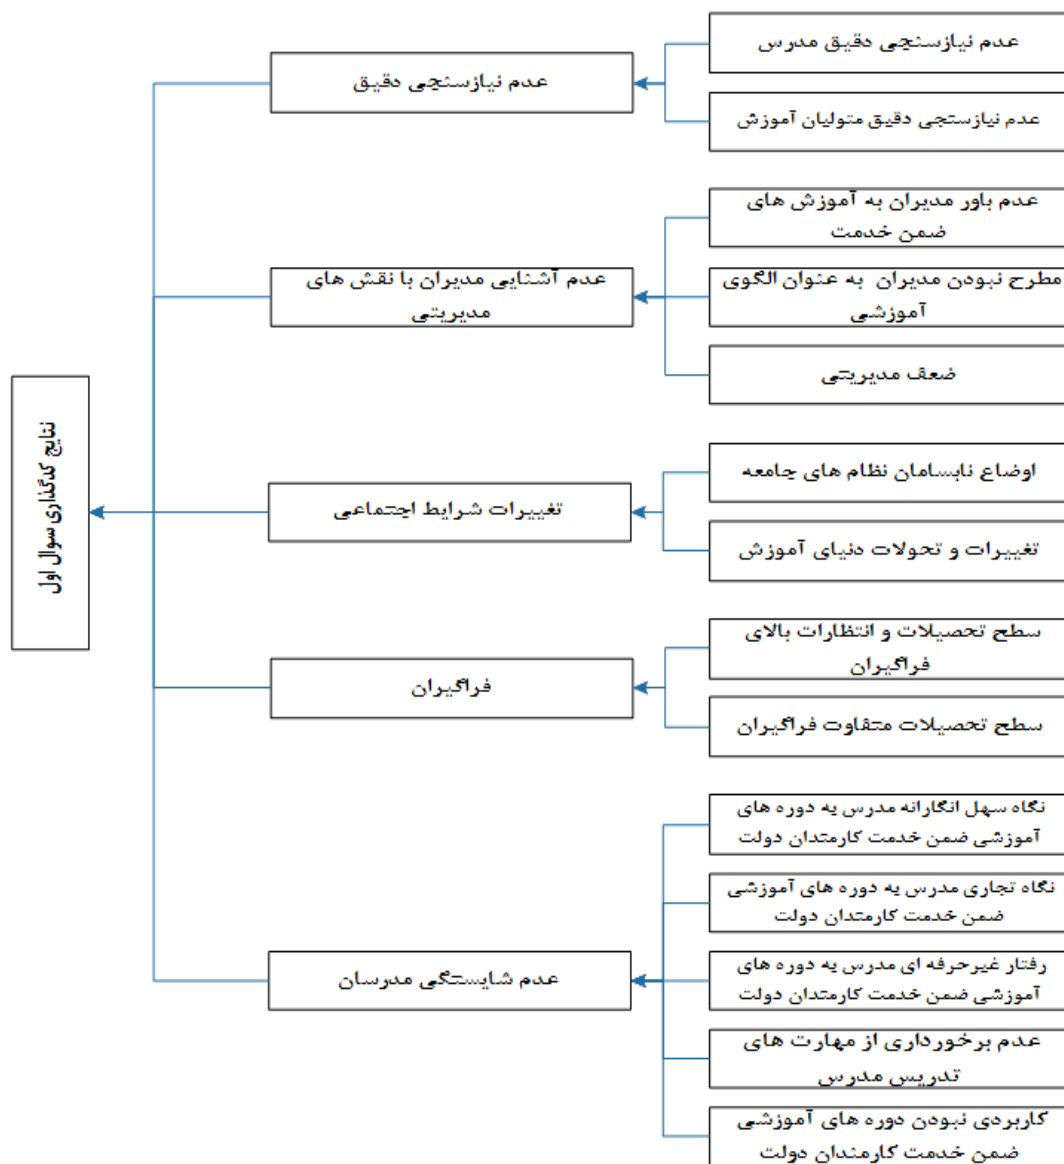 عدم نیازسنجی دقیق مدرس
عدم نیازسنجی دقیق متولیان آموزش
عدم نیازسنجی دقیق
عدم باور مدیران به آموزش های
ضمن خدمت
مطرح نبودن مدیران به عنوان الگوی
آموزشی
ضعف مدیریتی
عدم آشنایی مدیران با نقش های
مدیریتی
اوضاع نابسامان نظام های جامعه
تغییرات و تحولات دنیای آموزش
تغییرات شرایط اجتماعی
سطح تحصیلات و انتظارات بالای
فراگیران
سطح تحصیلات متفاوت فراگیران
فراگیران
نگاه سهل انگارانه مدرس به دوره های
آموزشی ضمن خدمت کارمندان دولت
نگاه تجاری مدرس به دوره های آموزشی
ضمن خدمت کارمندان دولت
رفتار غیرحرفه ای مدرس به دوره های
آموزشی ضمن خدمت کارمندان دولت
عدم برخورداری از مهارت های
تدریس مدرس
کاربردی نبودن دوره های آموزشی
ضمن خدمت کارمندان دولت
عدم شایستگی مدرسان
نتایج کدگذاری سوال اول